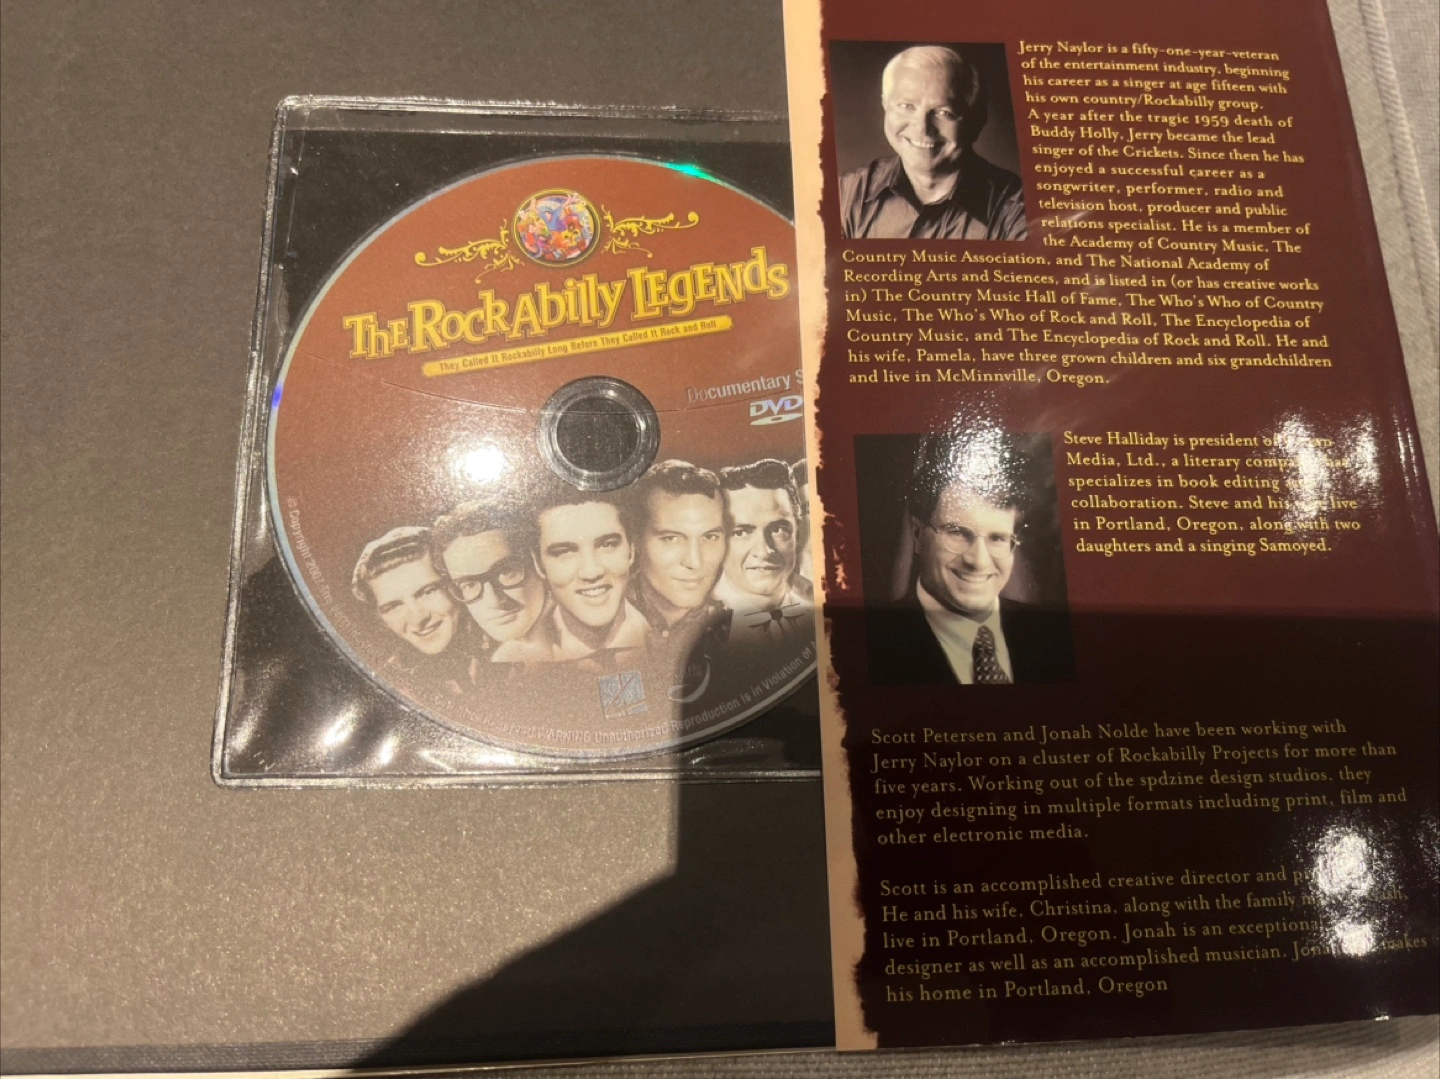 The Rockabilly Legends
They Called It Rockabilly Long Before They Called It Rock and Roll
Documentary
DVD
WARNING Unauthorized Reproduction is in Violation of
Jerry Naylor is a fifty-one-year-veteran
of the entertainment industry, beginning
his career as a singer at age fifteen with
his own country/Rockabilly group.
A year after the tragic 1959 death of
Buddy Holly, Jerry became the lead
singer of the Crickets. Since then he has
enjoyed a successful career as a
songwriter, performer, radio and
television host, producer and public
relations specialist. He is a member of
the Academy of Country Music, The
Country Music Association, and The National Academy of
Recording Arts and Sciences, and is listed in (or has creative works
in) The Country Music Hall of Fame, The Who's Who of Country
Music, The Who's Who of Rock and Roll, The Encyclopedia of
Country Music, and The Encyclopedia of Rock and Roll. He and
his wife, Pamela, have three grown children and six grandchildren
and live in McMinnville, Oregon.
Steve Halliday is president
Media, Ltd., a literary
specializes in book editing
collaboration. Steve and his live
in Portland, Oregon, along with two
daughters and a singing Samoyed.
Scott Petersen and Jonah Nolde have been working with
Jerry Naylor on a cluster of Rockabilly Projects for more than
five years. Working out of the spdzine design studios, they
enjoy designing in multiple formats including print, film and
other electronic media.
Scott is an accomplished creative director and
He and his wife, Christina, along with the family
live in Portland, Oregon. Jonah is an exceptional
designer as well as an accomplished musician. makes
his home in Portland, Oregon